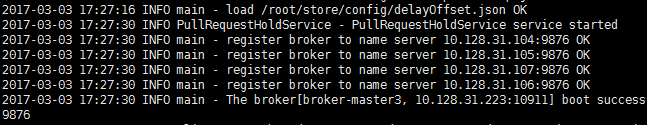 2017-03-03 17:27:16 INFO main - load /root/store/config/delayOffset.json OK
2017-03-03 17:27:30 INFO PullRequestHoldService - PullRequestHoldService service started
2017-03-03 17:27:30 INFO main - register broker to name server 10.128.31.104:9876 OK
2017-03-03 17:27:30 INFO main - register broker to name server 10.128.31.105:9876 OK
2017-03-03 17:27:30 INFO main - register broker to name server 10.128.31.107:9876 OK
2017-03-03 17:27:30 INFO main - register broker to name server 10.128.31.106:9876 OK
2017-03-03 17:27:30 INFO main - The broker[broker-master3, 10.128.31.223:10911] boot success
9876